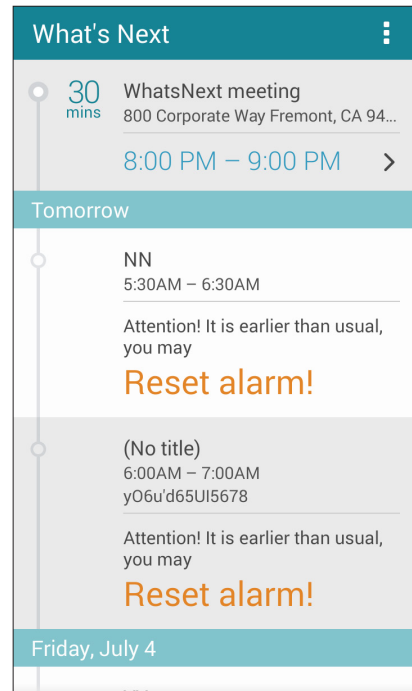 What's Next
30
mins
WhatsNext meeting
800 Corporate Way Fremont, CA 94...
8:00 PM – 9:00 PM
Tomorrow
NN
5:30AM – 6:30AM
Attention! It is earlier than usual,
you may
Reset alarm!
(No title)
6:00AM – 7:00AM
yO6u'd65UI5678
Attention! It is earlier than usual,
you may
Reset alarm!
Friday, July 4